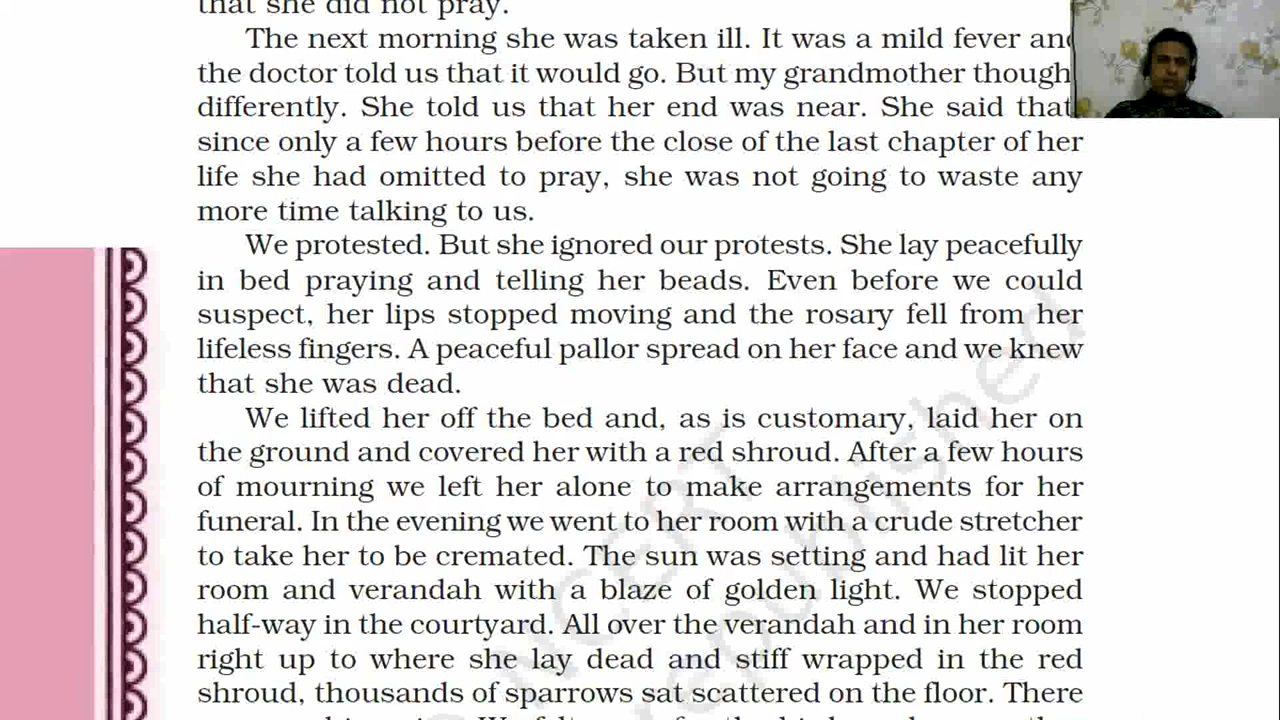 that she did not pray.
The next morning she was taken ill. It was a mild fever and
the doctor told us that it would go. But my grandmother though
differently. She told us that her end was near. She said that
since only a few hours before the close of the last chapter of her
life she had omitted to pray, she was not going to waste any
more time talking to us.
We protested. But she ignored our protests. She lay peacefully
in bed praying and telling her beads. Even before we could
suspect, her lips stopped moving and the rosary fell from her
lifeless fingers. A peaceful pallor spread on her face and we knew
that she was dead.
We lifted her off the bed and, as is customary, laid her on
the ground and covered her with a red shroud. After a few hours
of mourning we left her alone to make arrangements for her
funeral. In the evening we went to her room with a crude stretcher
to take her to be cremated. The sun was setting and had lit her
room and verandah with a blaze of golden light. We stopped
half-way in the courtyard. All over the verandah and in her room
right up to where she lay dead and stiff wrapped in the red
shroud, thousands of sparrows sat scattered on the floor. There
NCERT
republished